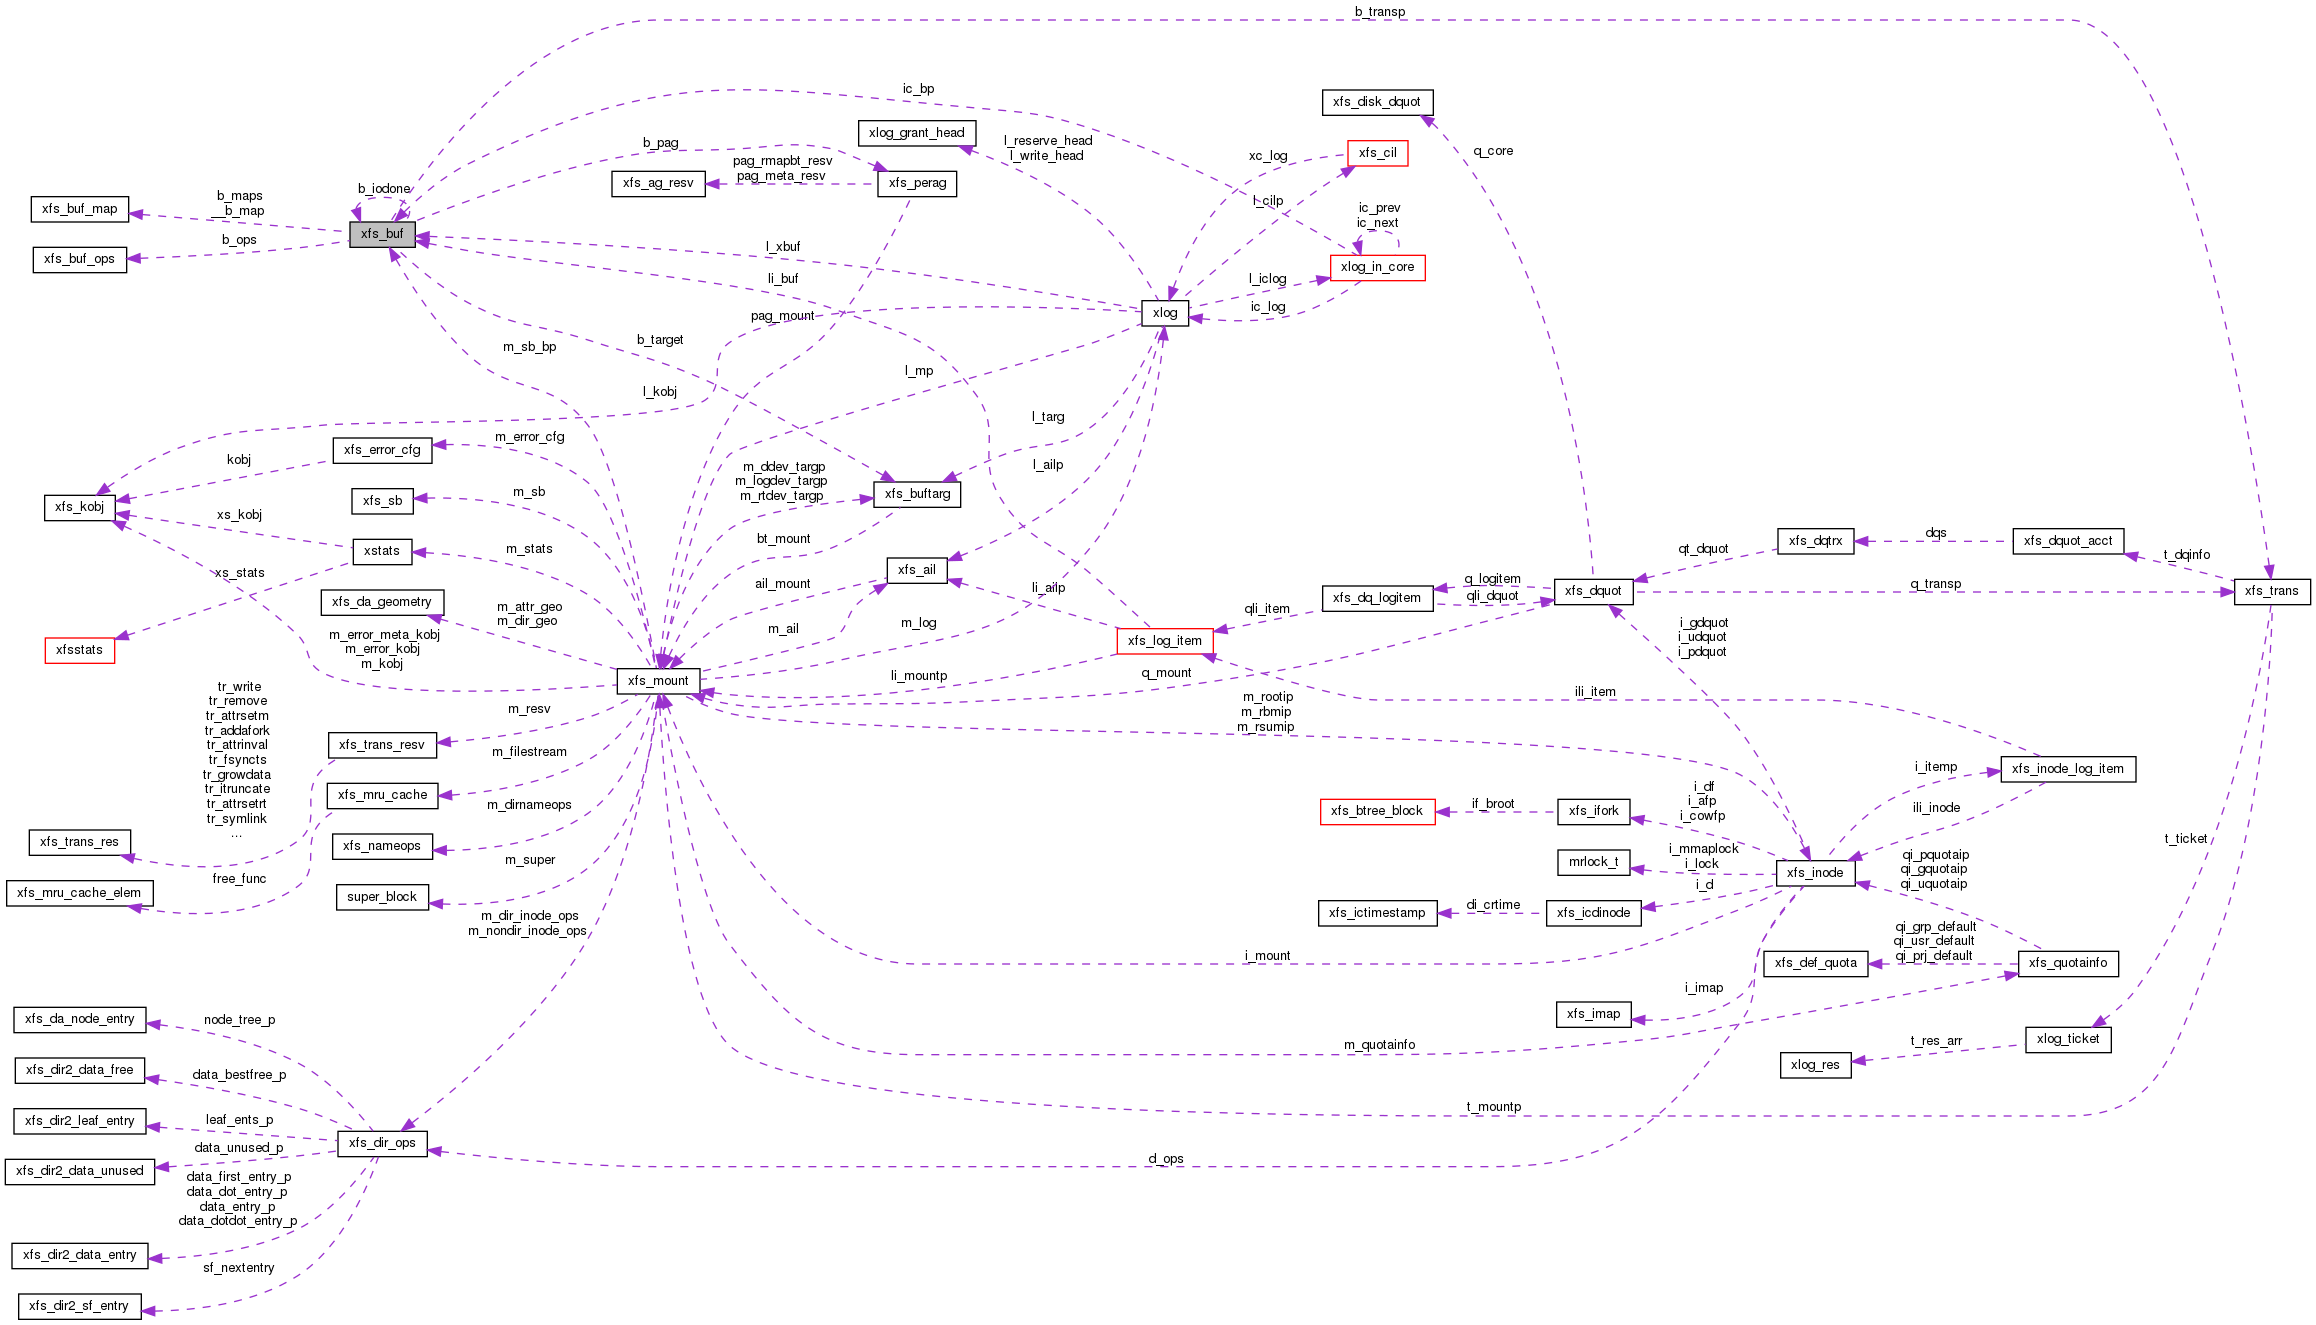 b_transp
ic_bp
xfs_disk_dquot
xlog_grant_head
l_reserve_head
l_write_head
b_pag
pag_rmapbt_resv
pag_meta_resv
xfs_ag_resv
xfs_perag
xc_log
xfs_cil
q_core
b_iodone
b_maps
__b_map
xfs_buf_map
xfs_buf
b_ops
xfs_buf_ops
l_cilp
ic_prev
ic_next
xlog_in_core
l_xbuf
li_buf
l_iclog
ic_log
xlog
pag_mount
m_sb_bp
b_target
l_mp
l_kobj
l_targ
m_error_cfg
xfs_error_cfg
kobj
l_ailp
m_ddev_targp
m_logdev_targp
m_rtdev_targp
xfs_buftarg
m_sb
xfs_sb
xfs_kobj
xs_kobj
xstats
m_stats
bt_mount
xs_stats
xfs_ail
ail_mount
li_ailp
xfs_da_geometry
m_attr_geo
m_dir_geo
xfsstats
m_error_meta_kobj
m_error_kobj
m_kobj
m_ail
m_log
xfs_log_item
qli_item
xfs_dq_logitem
q_logitem
qli_dquot
xfs_dquot
qt_dquot
xfs_dqtrx
dqs
xfs_dquot_acct
t_dqinfo
q_transp
xfs_trans
i_gdquot
i_udquot
i_pdquot
xfs_mount
li_mountp
q_mount
ili_item
m_rootip
m_rbmip
m_rsumip
tr_write
tr_remove
tr_attrsetm
tr_addafork
tr_attrinval
tr_fsyncts
tr_growdata
tr_itruncate
tr_attrsetrt
tr_symlink
...
m_resv
xfs_trans_resv
m_filestream
xfs_mru_cache
m_dirnameops
xfs_nameops
xfs_trans_res
free_func
xfs_mru_cache_elem
m_super
super_block
i_itemp
xfs_inode_log_item
ili_inode
i_df
i_afp
i_cowfp
xfs_btree_block
if_broot
xfs_ifork
i_mmaplock
i_lock
mrlock_t
xfs_inode
i_d
t_ticket
qi_pquotaip
qi_gquotaip
qi_uquotaip
xfs_ictimestamp
di_crtime
xfs_icdinode
m_dir_inode_ops
m_nondir_inode_ops
i_mount
qi_grp_default
qi_usr_default
qi_prj_default
xfs_def_quota
xfs_quotainfo
i_imap
xfs_imap
m_quotainfo
xlog_ticket
t_res_arr
xlog_res
xfs_da_node_entry
node_tree_p
xfs_dir2_data_free
data_bestfree_p
t_mountp
xfs_dir2_leaf_entry
leaf_ents_p
xfs_dir_ops
data_unused_p
xfs_dir2_data_unused
d_ops
data_first_entry_p
data_dot_entry_p
data_entry_p
data_dotdot_entry_p
xfs_dir2_data_entry
sf_nextentry
xfs_dir2_sf_entry